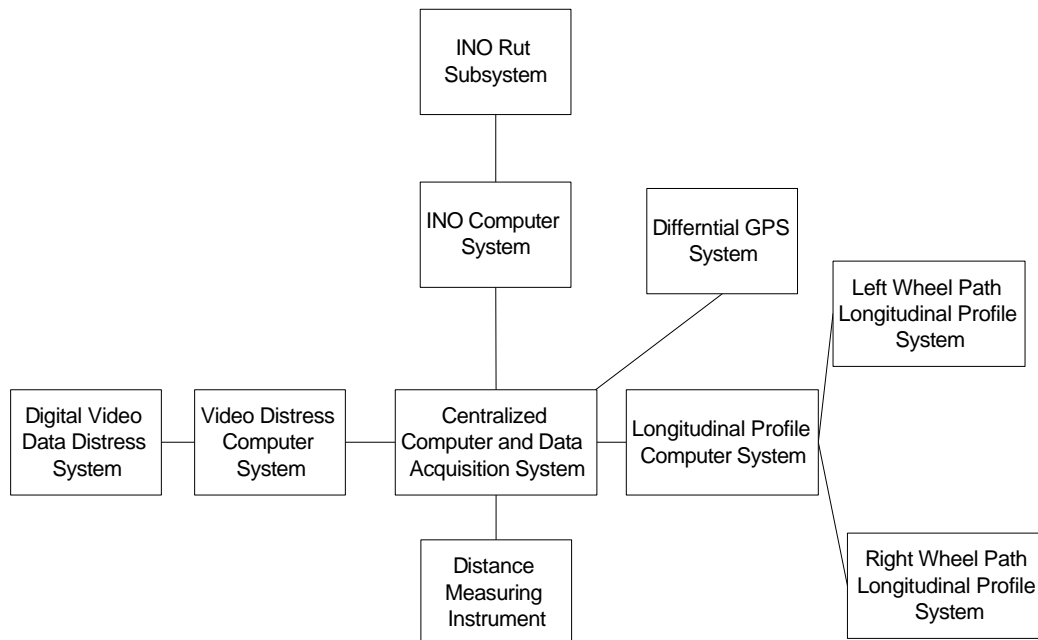 INO Rut
Subsystem
INO Computer
System
Differntial GPS
System
Left Wheel Path
Longitudinal Profile
System
Digital Video
Data Distress
System
Video Distress
Computer
System
Centralized
Computer and Data
Acquisition System
Longitudinal Profile
Computer System
Distance
Measuring
Instrument
Right Wheel Path
Longitudinal Profile
System